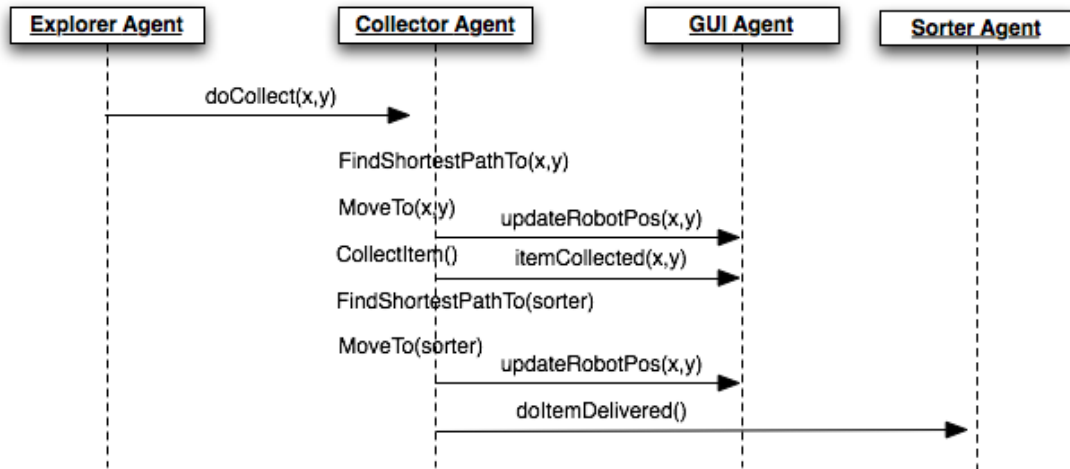 Explorer Agent
Collector Agent
GUI Agent
Sorter Agent
doCollect(x,y)
FindShortestPathTo(x,y)
MoveTo(x,y)
updateRobotPos(x,y)
CollectItem()
itemCollected(x,y)
FindShortestPathTo(sorter)
MoveTo(sorter)
updateRobotPos(x,y)
doItemDelivered()